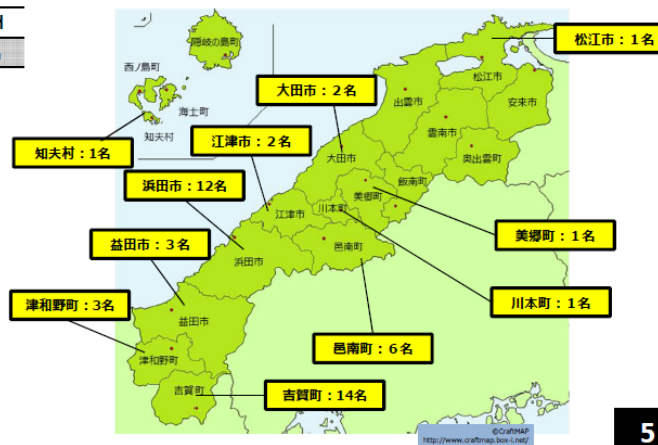 松江市：1名
隠岐の島町
西ノ島町
海士町
知夫村
知夫村：1名
大田市：2名
江津市：2名
浜田市：12名
益田市：3名
津和野町：3名
松江市
出雲市
安来市
雲南市
奥出雲町
大田市
飯南町
美郷町
川本町
江津市
邑南町
浜田市
益田市
津和野町
吉賀町
美郷町：1名
川本町：1名
邑南町：6名
吉賀町：14名
©CraftMAP
http://www.craftmap.box-i.net/
5